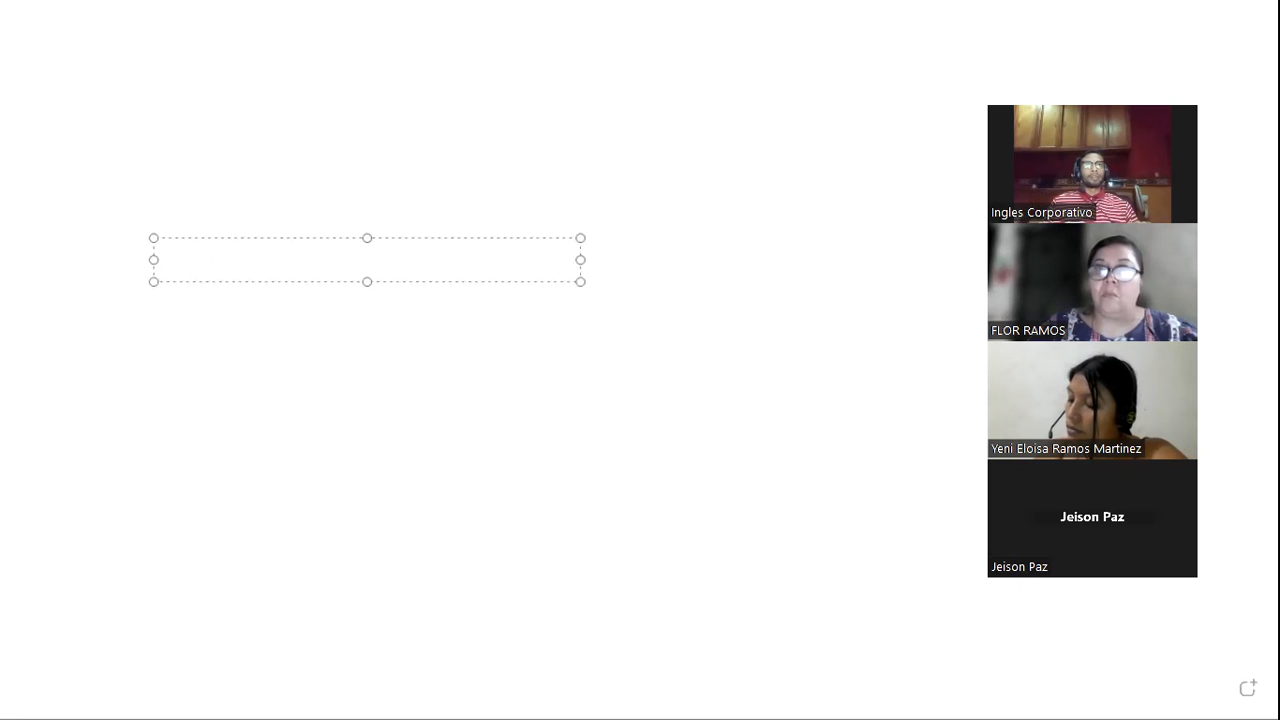 Ingles Corporativo
FLOR RAMOS
Yeni Eloisa Ramos Martinez
Jeison Paz
Jeison Paz